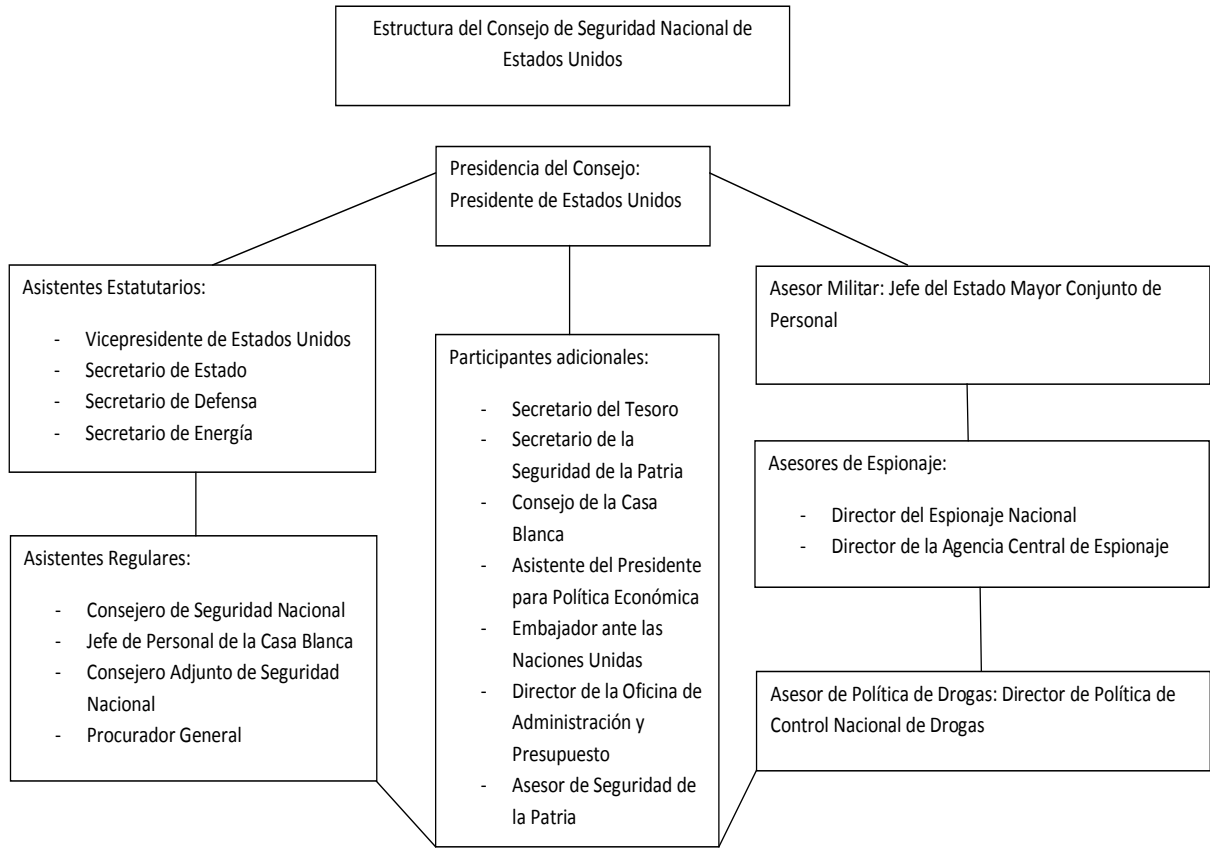 Estructura del Consejo de Seguridad Nacional de
Estados Unidos
Presidencia del Consejo:
Presidente de Estados Unidos
Asistentes Estatutarios:
- Vicepresidente de Estados Unidos
- Secretario de Estado
- Secretario de Defensa
- Secretario de Energía
Asistentes Regulares:
- Consejero de Seguridad Nacional
- Jefe de Personal de la Casa Blanca
- Consejero Adjunto de Seguridad
Nacional
- Procurador General
Participantes adicionales:
- Secretario del Tesoro
- Secretario de la
Seguridad de la Patria
- Consejo de la Casa
Blanca
- Asistente del Presidente
para Política Económica
- Embajador ante las
Naciones Unidas
- Director de la Oficina de
Administración y
Presupuesto
- Asesor de Seguridad de
la Patria
Asesor Militar: Jefe del Estado Mayor Conjunto de
Personal
Asesores de Espionaje:
- Director del Espionaje Nacional
- Director de la Agencia Central de Espionaje
Asesor de Política de Drogas: Director de Política de
Control Nacional de Drogas